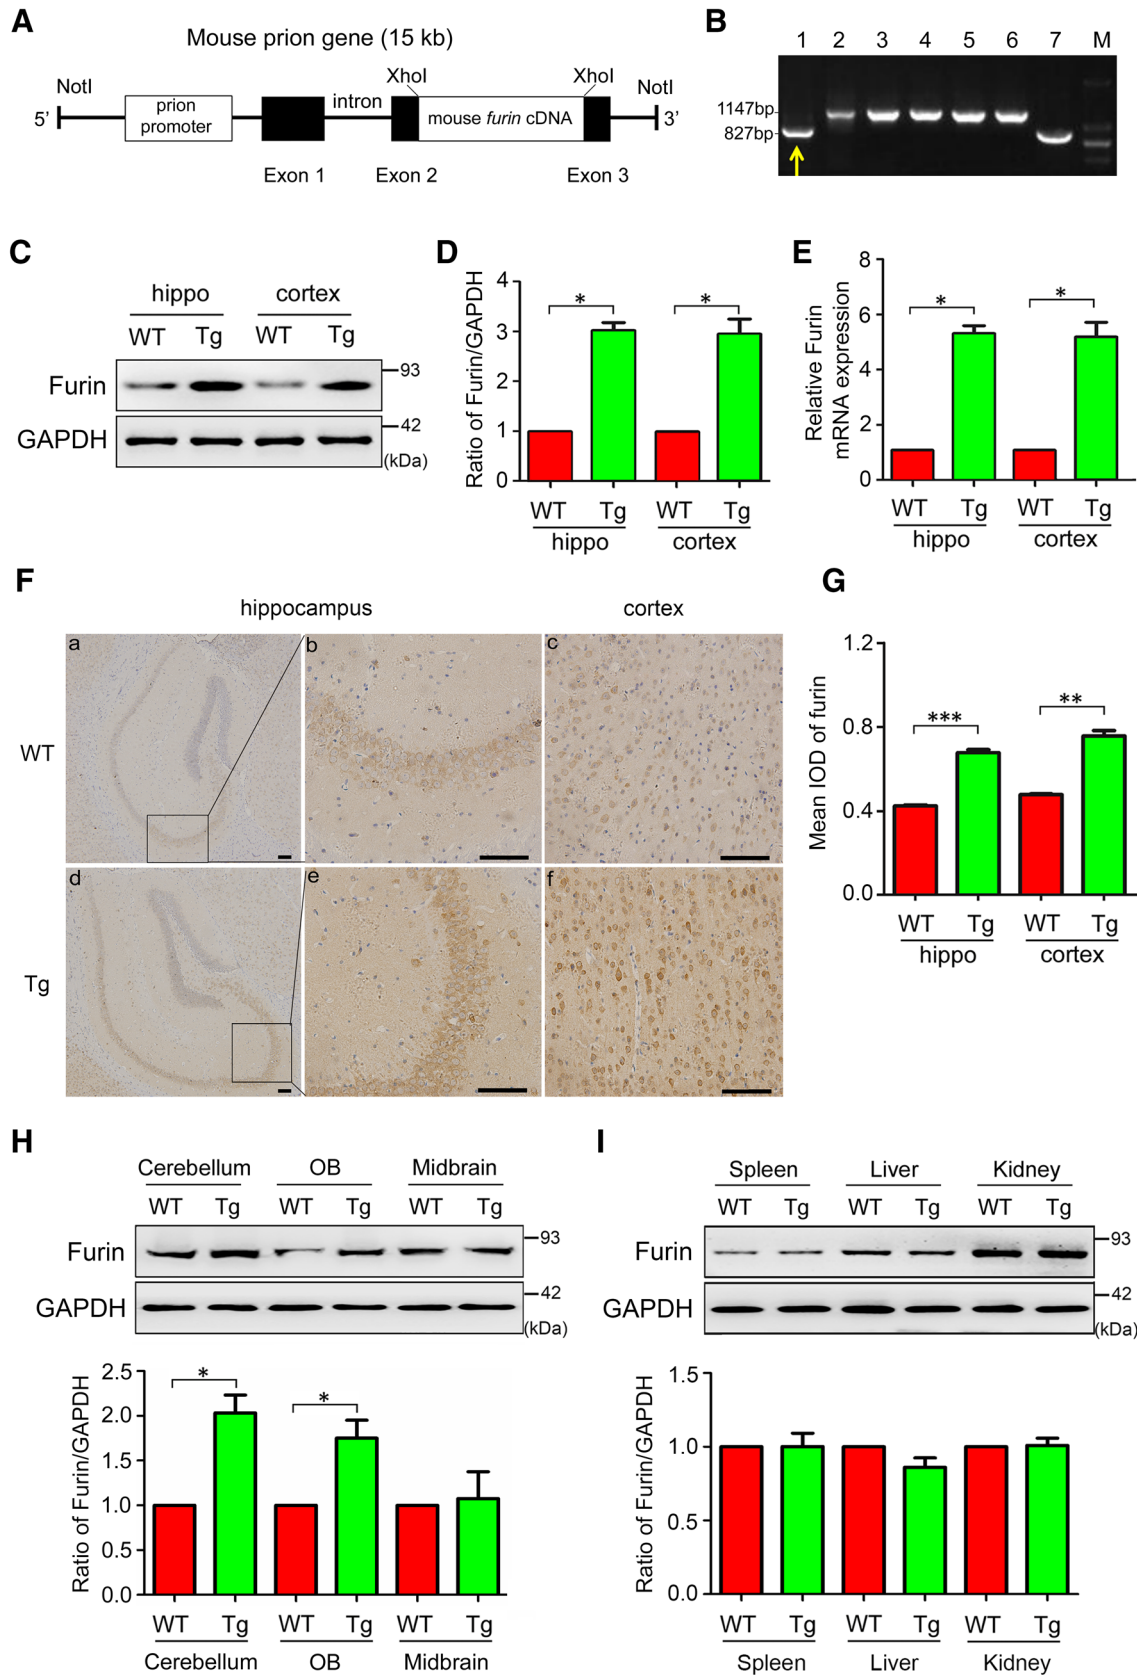 A
Mouse prion gene (15 kb)
NotI
XhoI
XhoI
NotI
5’
prion
promoter
intron
mouse furin cDNA
3’
Exon 1
Exon 2
Exon 3
B
1 2 3 4 5 6 7 M
1147bp
827bp
C
hippo cortex
WT Tg WT Tg
Furin
93
GAPDH
42
(kDa)
D
Ratio of Furin/GAPDH
4
3
2
1
0
* *
WT Tg WT Tg
hippo cortex
E
Relative Furin
mRNA expression
8
6
4
2
0
* *
WT Tg WT Tg
hippo cortex
F
hippocampus cortex
WT
a b c
Tg
d e f
G
Mean IOD of furin
1.2
0.8
0.4
0.0
*** **
WT Tg WT Tg
hippo cortex
H
Cerebellum OB Midbrain
WT Tg WT Tg WT Tg
Furin
93
GAPDH
42
(kDa)
Ratio of Furin/GAPDH
2.5
2.0
1.5
1.0
0.5
0.0
* *
WT Tg WT Tg WT Tg
Cerebellum OB Midbrain
I
Spleen Liver Kidney
WT Tg WT Tg WT Tg
Furin
93
GAPDH
42
(kDa)
Ratio of Furin/GAPDH
1.5
1.0
0.5
0.0
WT Tg WT Tg WT Tg
Spleen Liver Kidney